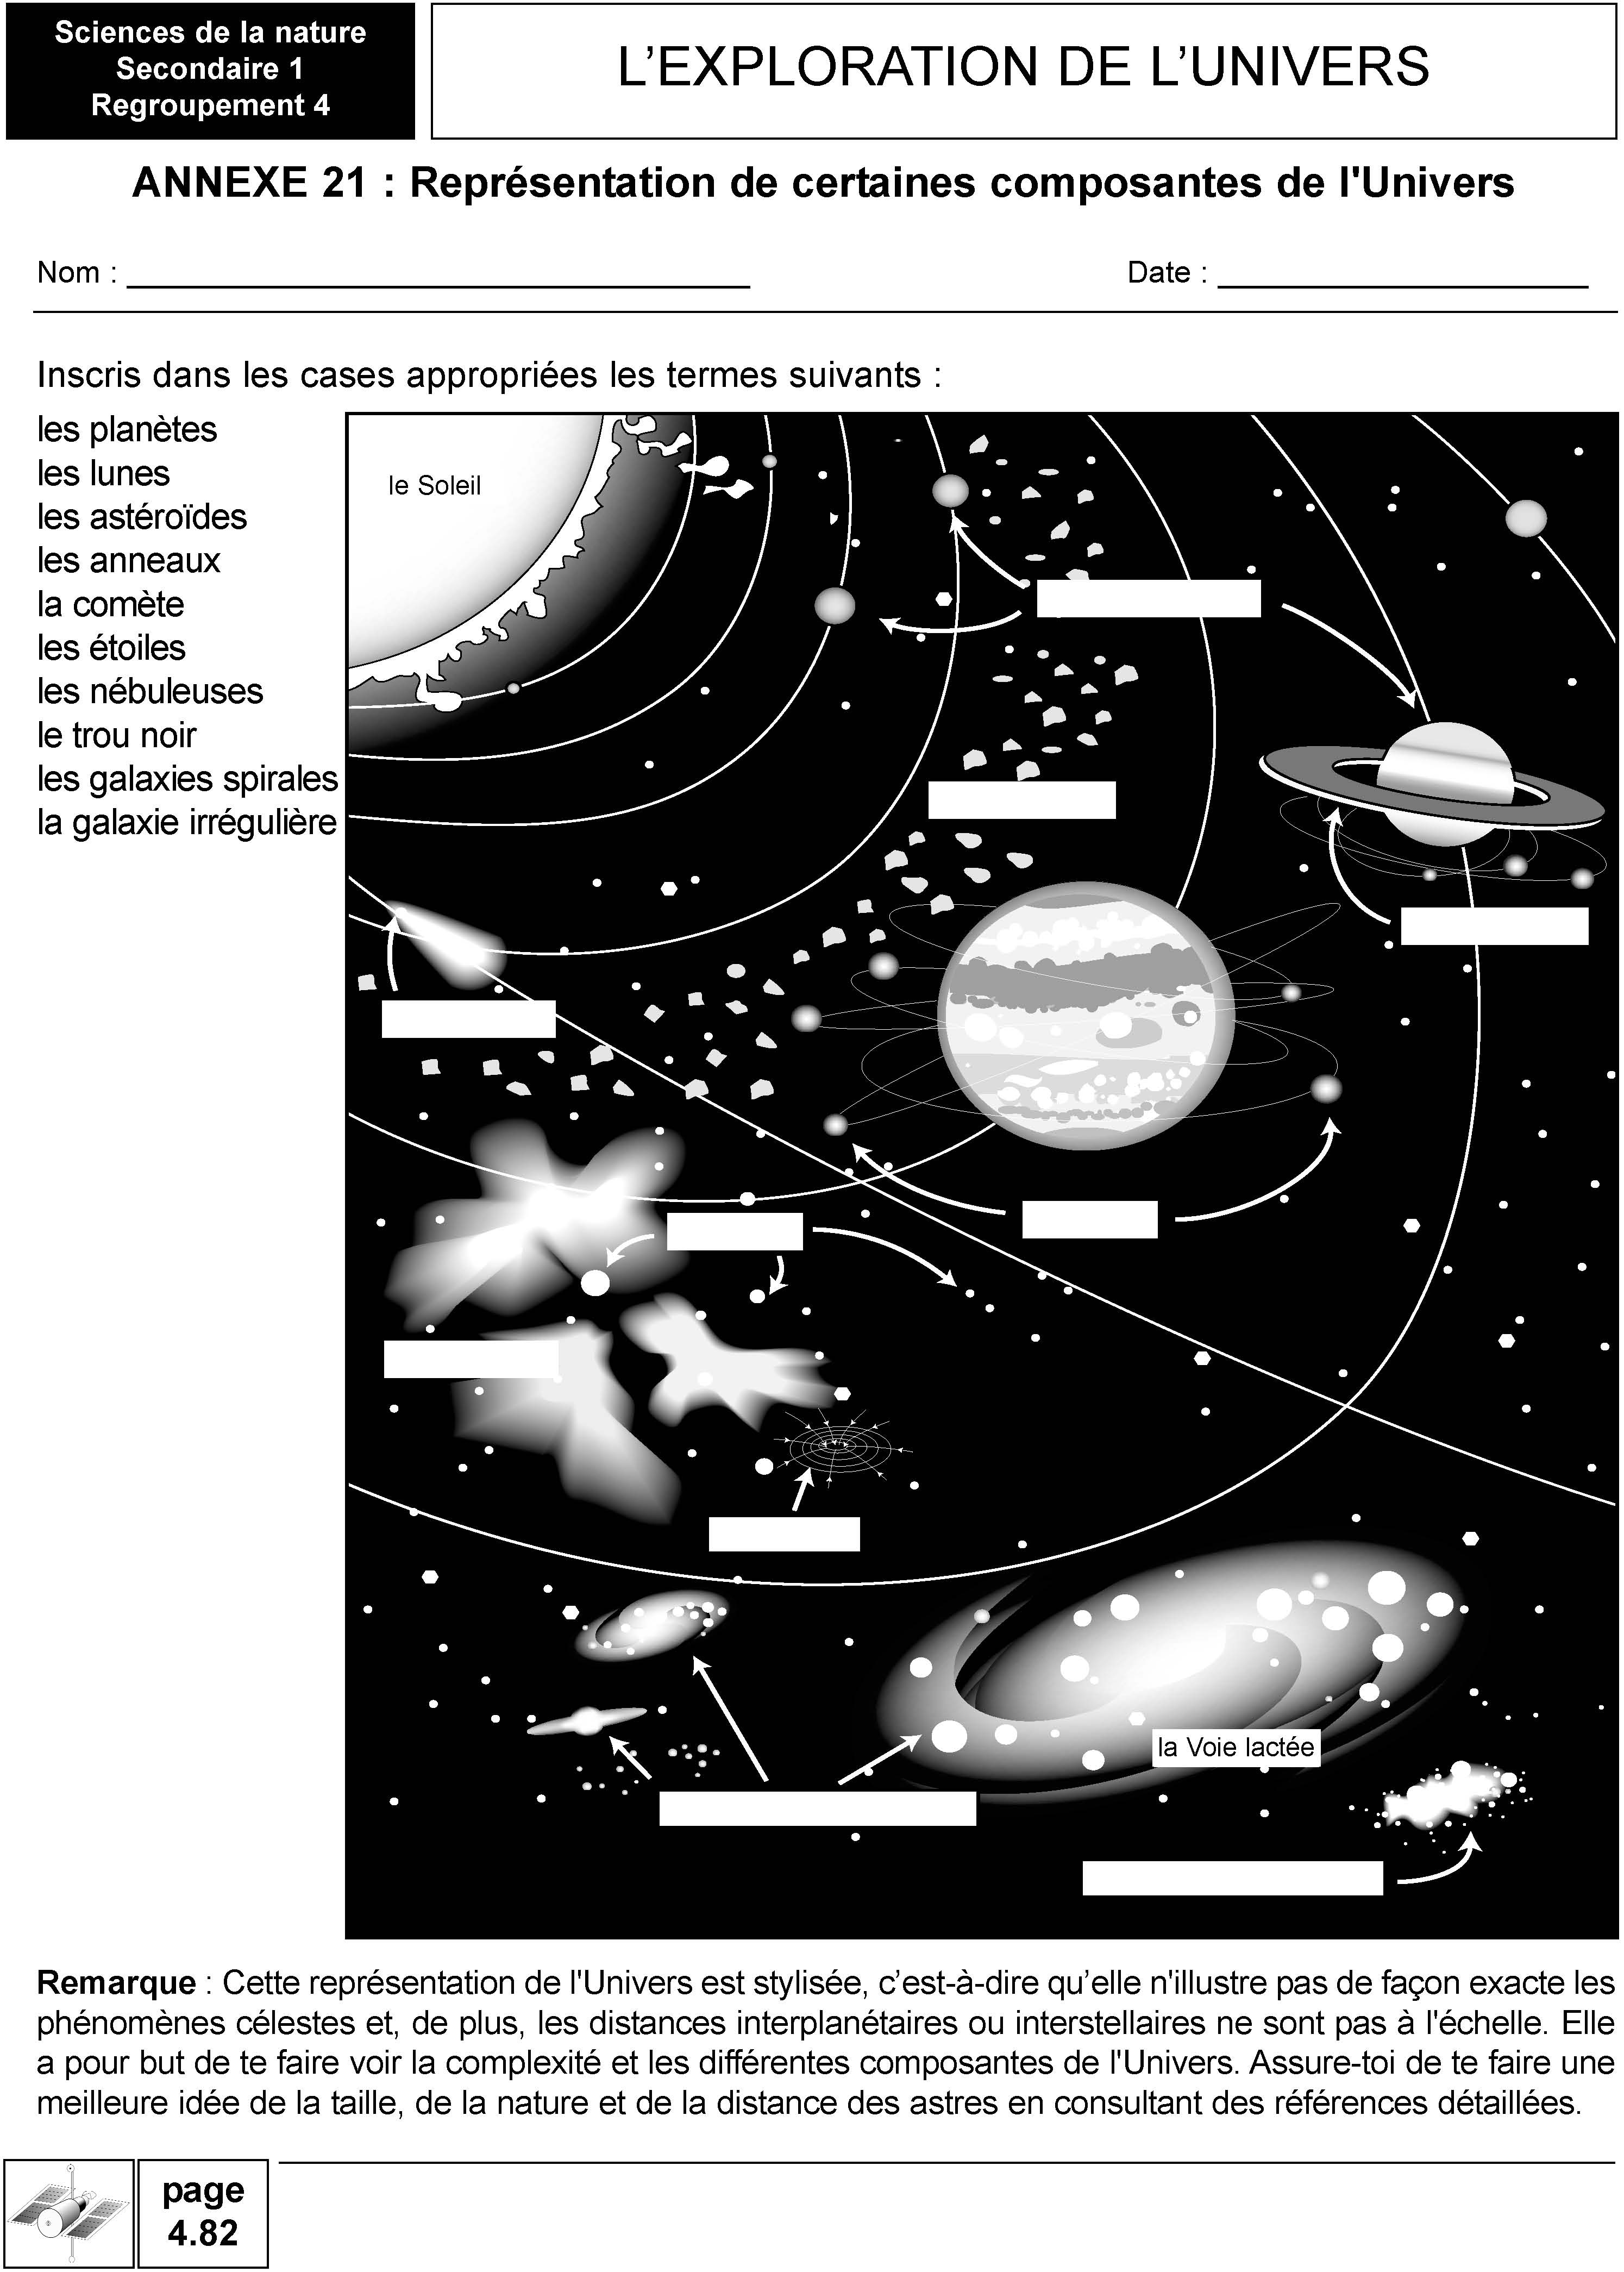 Sciences de la nature
Secondaire 1
Regroupement 4
L’EXPLORATION DE L’UNIVERS
ANNEXE 21 : Représentation de certaines composantes de l'Univers
Nom :
Date :
Inscris dans les cases appropriées les termes suivants :
les planètes
les lunes
les astéroïdes
les anneaux
la comète
les étoiles
les nébuleuses
le trou noir
les galaxies spirales
la galaxie irrégulière
le Soleil
la Voie lactée
Remarque : Cette représentation de l'Univers est stylisée, c’est-à-dire qu’elle n'illustre pas de façon exacte les
phénomènes célestes et, de plus, les distances interplanétaires ou interstellaires ne sont pas à l'échelle. Elle
a pour but de te faire voir la complexité et les différentes composantes de l'Univers. Assure-toi de te faire une
meilleure idée de la taille, de la nature et de la distance des astres en consultant des références détaillées.
page
4.82